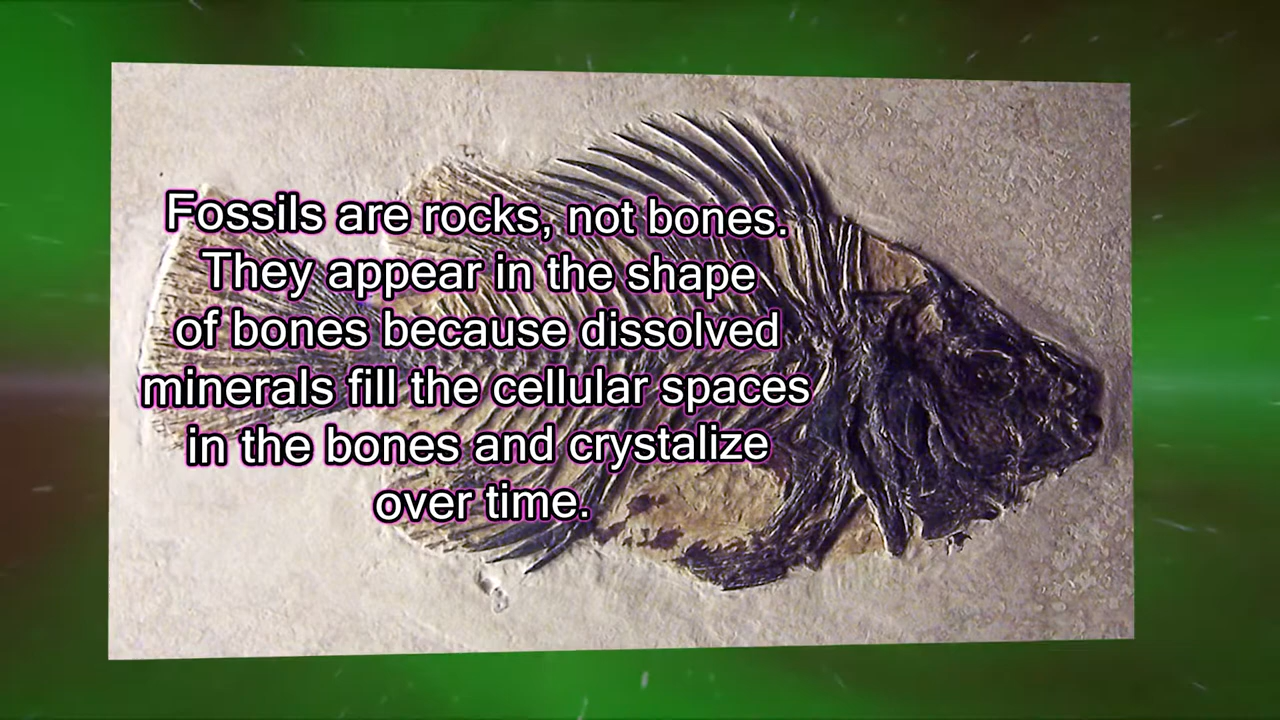 Fossils are rocks, not bones.
They appear in the shape
of bones because dissolved
minerals fill the cellular spaces
in the bones and crystalize
over time.